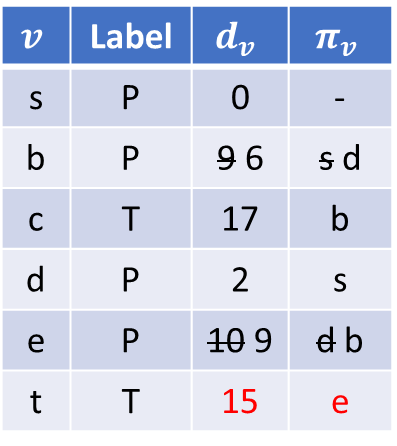 v Label d_v π_v
s P 0 -
b P ~~9~~ 6 ~~s~~ d
c T 17 b
d P 2 s
e P ~~10~~ 9 ~~d~~ b
t T 15 e